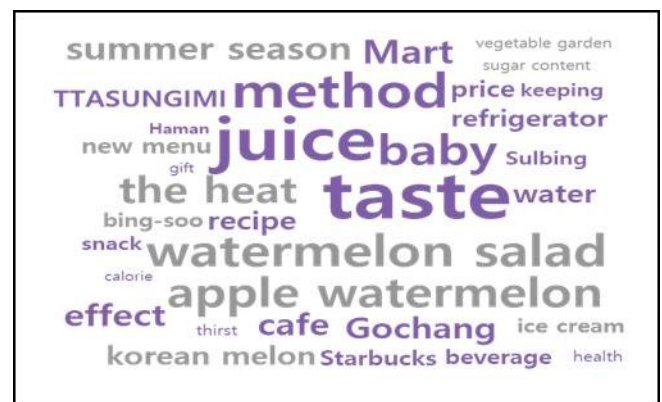 summer season Mart vegetable garden
sugar content
TTASUNGIMI method price keeping
refrigerator
Haman
new menu juice baby Sulbing
gift
the heat taste water
bing-soo recipe
snack watermelon salad
calorie
apple watermelon
effect thirst cafe Gochang ice cream
korean melon Starbucks beverage health